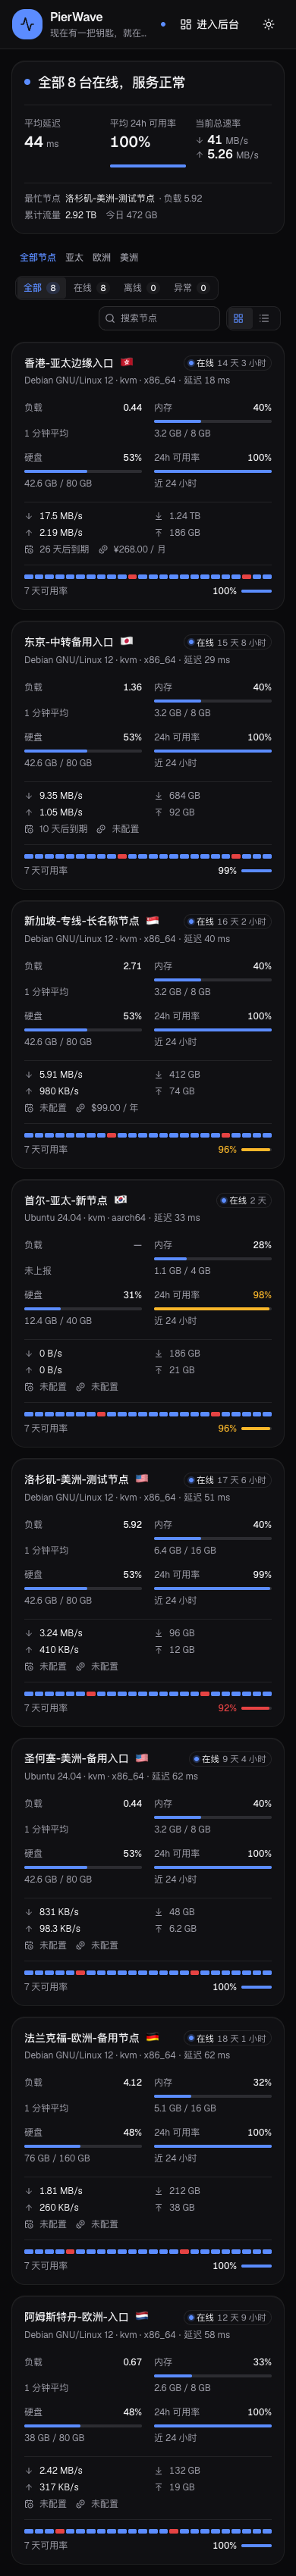 PierWave
现在有一把钥匙，就在…
进入后台
全部 8 台在线，服务正常
平均延迟 平均 24h 可用率 当前总速率
44 ms 100% 41 MB/s
5.26 MB/s
最忙节点 洛杉矶-美洲-测试节点 · 负载 5.92
累计流量 2.92 TB 今日 472 GB
全部节点 亚太 欧洲 美洲
全部 8 在线 8 离线 0 异常 0
搜索节点
香港-亚太边缘入口 在线 14 天 3 小时
Debian GNU/Linux 12 · kvm · x86_64 · 延迟 18 ms
负载 0.44 内存 40%
1 分钟平均 3.2 GB / 8 GB
硬盘 53% 24h 可用率 100%
42.6 GB / 80 GB 近 24 小时
17.5 MB/s 1.24 TB
2.19 MB/s 186 GB
26 天后到期 ¥268.00 / 月
7 天可用率 100%
东京-中转备用入口 在线 15 天 8 小时
Debian GNU/Linux 12 · kvm · x86_64 · 延迟 29 ms
负载 1.36 内存 40%
1 分钟平均 3.2 GB / 8 GB
硬盘 53% 24h 可用率 100%
42.6 GB / 80 GB 近 24 小时
9.35 MB/s 684 GB
1.05 MB/s 92 GB
10 天后到期 未配置
7 天可用率 99%
新加坡-专线-长名称节点 在线 16 天 2 小时
Debian GNU/Linux 12 · kvm · x86_64 · 延迟 40 ms
负载 2.71 内存 40%
1 分钟平均 3.2 GB / 8 GB
硬盘 53% 24h 可用率 100%
42.6 GB / 80 GB 近 24 小时
5.91 MB/s 412 GB
980 KB/s 74 GB
未配置 $99.00 / 年
7 天可用率 96%
首尔-亚太-新节点 在线 2 天
Ubuntu 24.04 · kvm · aarch64 · 延迟 33 ms
负载 — 内存 28%
未上报 1.1 GB / 4 GB
硬盘 31% 24h 可用率 98%
12.4 GB / 40 GB 近 24 小时
0 B/s 186 GB
0 B/s 21 GB
未配置 未配置
7 天可用率 96%
洛杉矶-美洲-测试节点 在线 17 天 6 小时
Debian GNU/Linux 12 · kvm · x86_64 · 延迟 51 ms
负载 5.92 内存 40%
1 分钟平均 6.4 GB / 16 GB
硬盘 53% 24h 可用率 99%
42.6 GB / 80 GB 近 24 小时
3.24 MB/s 96 GB
410 KB/s 12 GB
未配置 未配置
7 天可用率 92%
圣何塞-美洲-备用入口 在线 9 天 4 小时
Ubuntu 24.04 · kvm · x86_64 · 延迟 62 ms
负载 0.44 内存 40%
1 分钟平均 3.2 GB / 8 GB
硬盘 53% 24h 可用率 100%
42.6 GB / 80 GB 近 24 小时
831 KB/s 48 GB
98.3 KB/s 6.2 GB
未配置 未配置
7 天可用率 100%
法兰克福-欧洲-备用节点 在线 18 天 1 小时
Debian GNU/Linux 12 · kvm · x86_64 · 延迟 62 ms
负载 4.12 内存 32%
1 分钟平均 5.1 GB / 16 GB
硬盘 48% 24h 可用率 100%
76 GB / 160 GB 近 24 小时
1.81 MB/s 212 GB
260 KB/s 38 GB
未配置 未配置
7 天可用率 100%
阿姆斯特丹-欧洲-入口 在线 12 天 9 小时
Debian GNU/Linux 12 · kvm · x86_64 · 延迟 58 ms
负载 0.67 内存 33%
1 分钟平均 2.6 GB / 8 GB
硬盘 48% 24h 可用率 100%
38 GB / 80 GB 近 24 小时
2.42 MB/s 132 GB
317 KB/s 19 GB
未配置 未配置
7 天可用率 100%